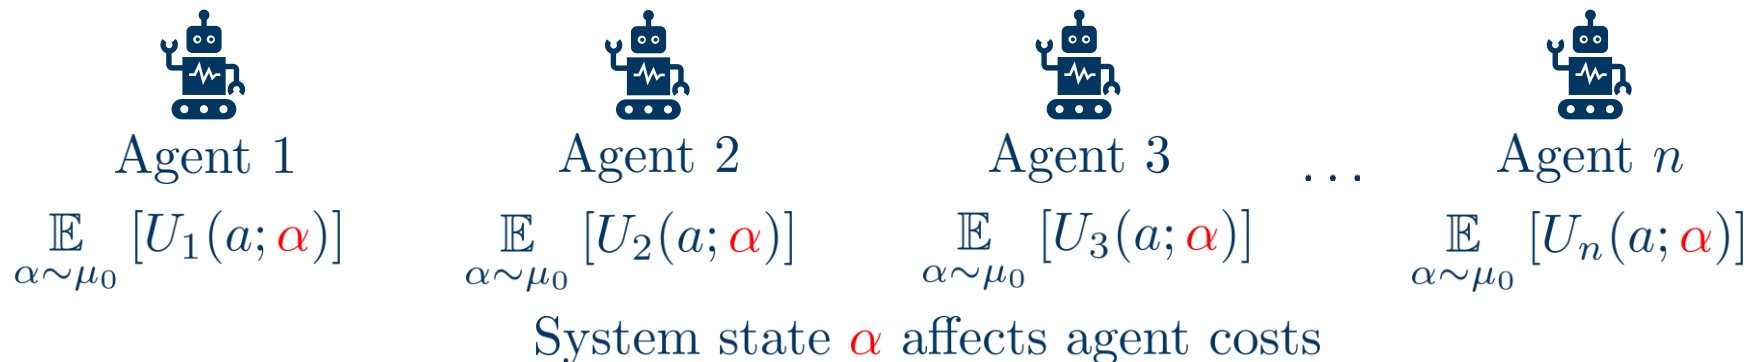 Agent 1 Agent 2 Agent 3 … Agent n
𝔼 [U₁(a; α)] 𝔼 [U₂(a; α)] 𝔼 [U₃(a; α)] 𝔼 [Uₙ(a; α)]
α∼μ₀ α∼μ₀ α∼μ₀ α∼μ₀
System state α affects agent costs